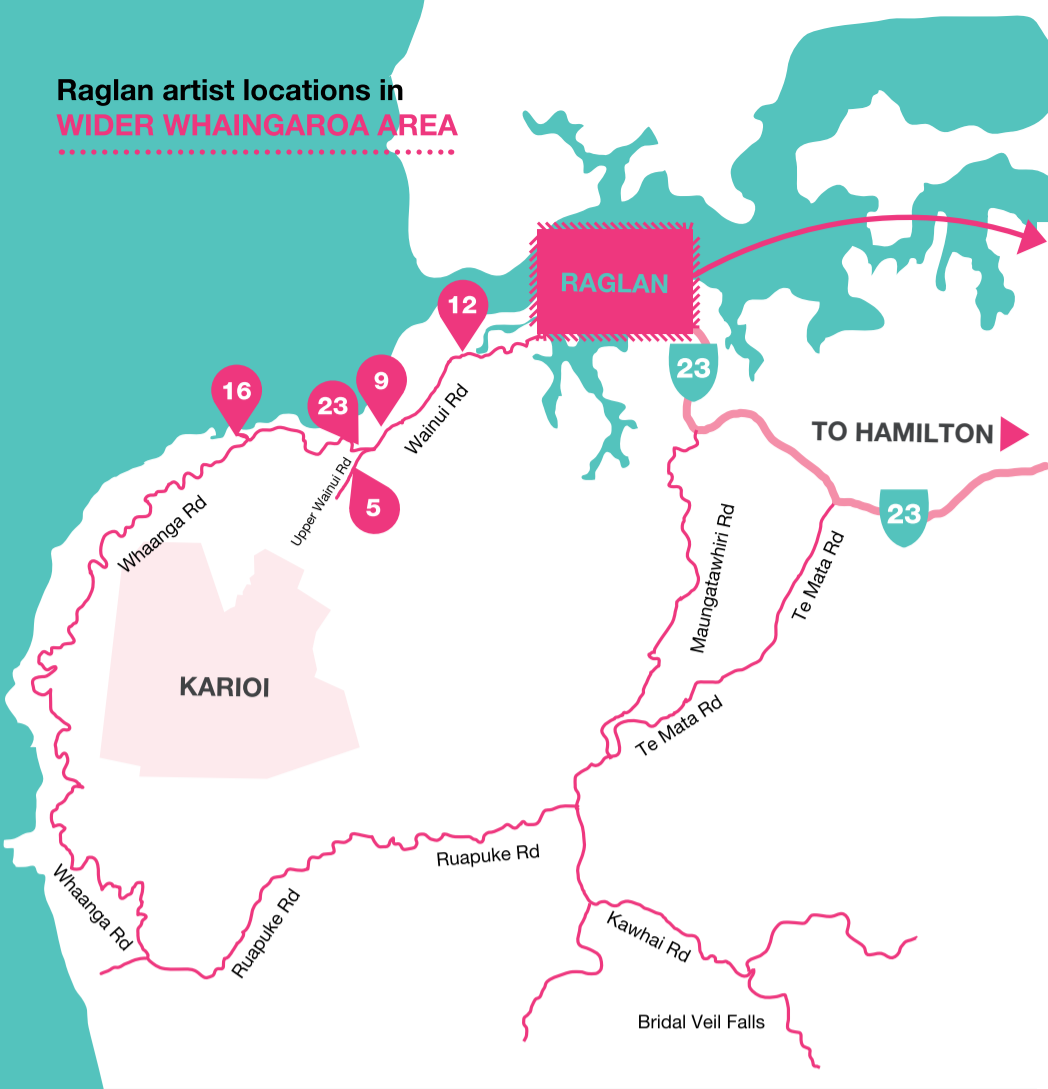 Raglan artist locations in
WIDER WHAINGAROA AREA
RAGLAN
12
9
16
23
5
23
TO HAMILTON
23
Wainui Rd
Upper Wainui Rd
Whaanga Rd
Maungatawhiri Rd
Te Mata Rd
KARIOI
Te Mata Rd
Ruapuke Rd
Whaanga Rd
Ruapuke Rd
Kawhai Rd
Bridal Veil Falls